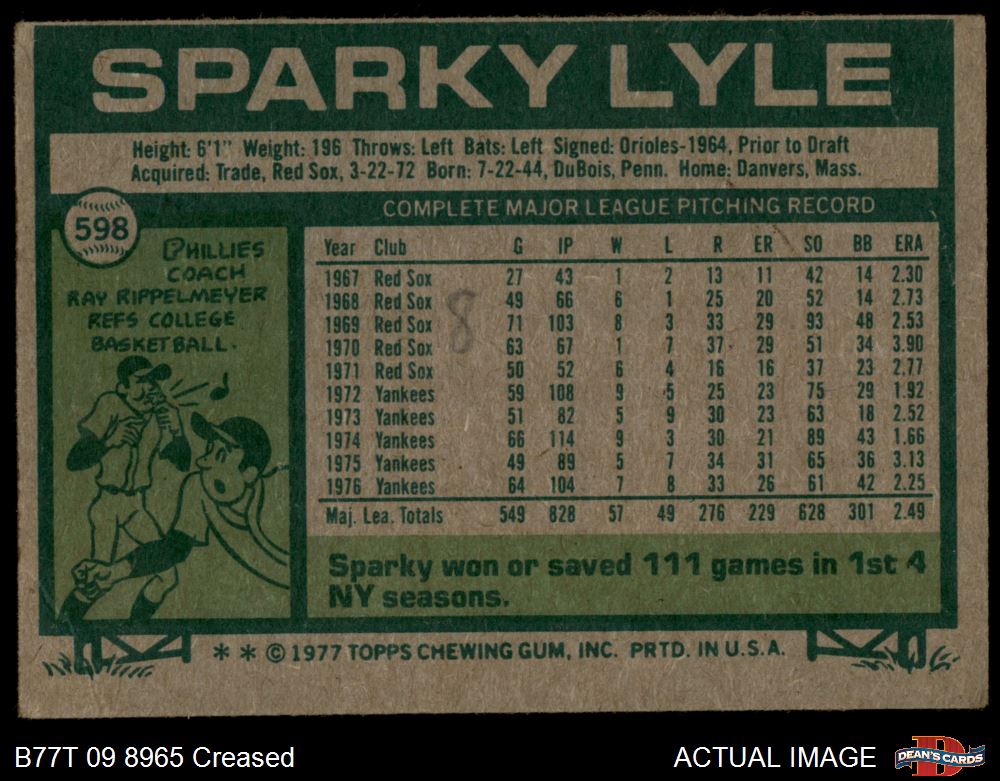 SPARKY LYLE
Height: 6'1" Weight: 196 Throws: Left Bats: Left Signed: Orioles-1964, Prior to Draft
Acquired: Trade, Red Sox, 3-22-72 Born: 7-22-44, DuBois, Penn. Home: Danvers, Mass.
598
PHILLIES
COACH
RAY RIPPELMEYER
REFS COLLEGE
BASKETBALL.
COMPLETE MAJOR LEAGUE PITCHING RECORD
Year Club G IP W L R ER SO BB ERA
1967 Red Sox 27 43 1 2 13 11 42 14 2.30
1968 Red Sox 49 66 6 1 25 20 52 14 2.73
1969 Red Sox 71 103 8 3 33 29 93 48 2.53
1970 Red Sox 63 67 1 7 37 29 51 34 3.90
1971 Red Sox 50 52 6 4 16 16 37 23 2.77
1972 Yankees 59 108 9 5 25 23 75 29 1.92
1973 Yankees 51 82 5 9 30 23 63 18 2.52
1974 Yankees 66 114 9 3 30 21 89 43 1.66
1975 Yankees 49 89 5 7 34 31 65 36 3.13
1976 Yankees 64 104 7 8 33 26 61 42 2.25
Maj. Lea. Totals 549 828 57 49 276 229 628 301 2.49
8
Sparky won or saved 111 games in 1st 4
NY seasons.
* * © 1977 TOPPS CHEWING GUM, INC. PRTD. IN U.S.A.
B77T 09 8965 Creased
ACTUAL IMAGE
D
DEAN'S CARDS